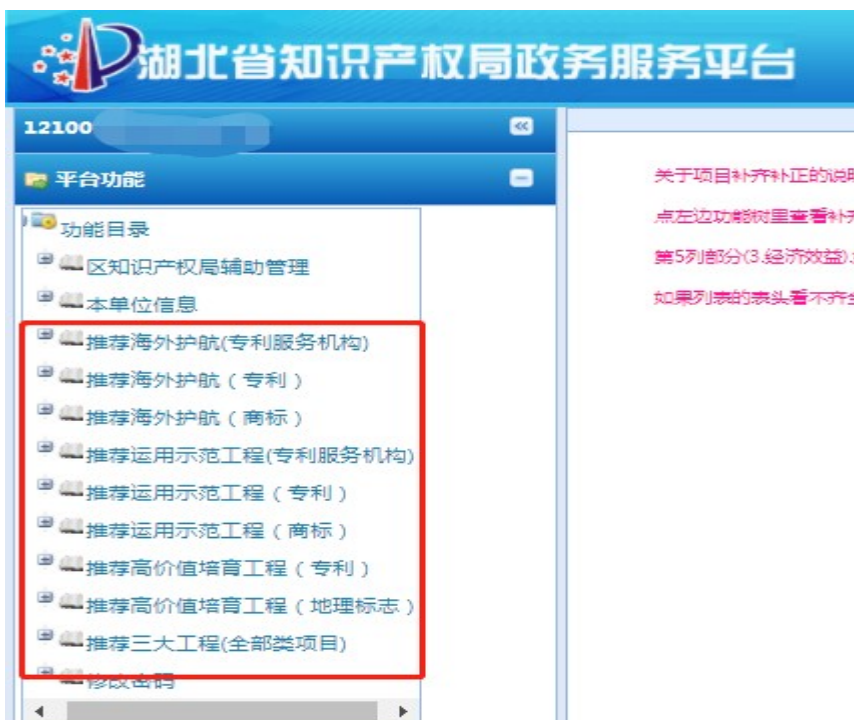 湖北省知识产权局政务服务平台
12100
平台功能
功能目录
区知识产权局辅助管理
本单位信息
推荐海外护航(专利服务机构)
推荐海外护航（专利）
推荐海外护航（商标）
推荐运用示范工程(专利服务机构)
推荐运用示范工程（专利）
推荐运用示范工程（商标）
推荐高价值培育工程（专利）
推荐高价值培育工程（地理标志）
推荐三大工程(全部类项目)
修改密码
关于项目补齐补正的说明
点左边功能树里查看补齐
第5列部分(3.经济效益).
如果列表的表头看不齐全